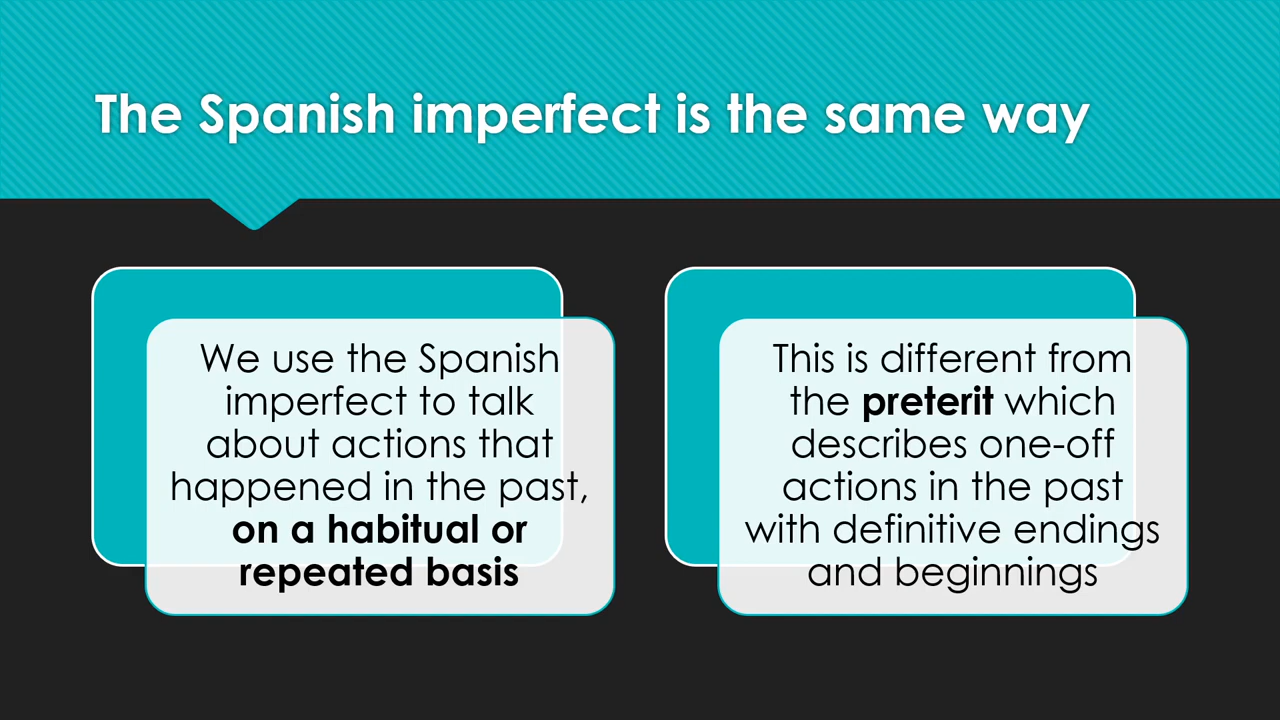 The Spanish imperfect is the same way
We use the Spanish
imperfect to talk
about actions that
happened in the past,
on a habitual or
repeated basis
This is different from
the preterit which
describes one-off
actions in the past
with definitive endings
and beginnings